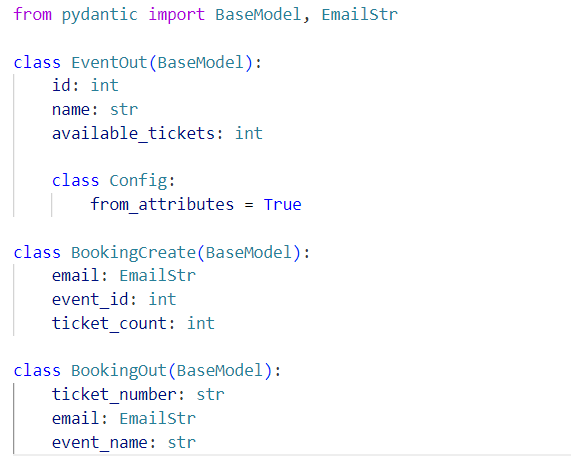 from pydantic import BaseModel, EmailStr
class EventOut(BaseModel):
    id: int
    name: str
    available_tickets: int
    class Config:
        from_attributes = True
class BookingCreate(BaseModel):
    email: EmailStr
    event_id: int
    ticket_count: int
class BookingOut(BaseModel):
    ticket_number: str
    email: EmailStr
    event_name: str